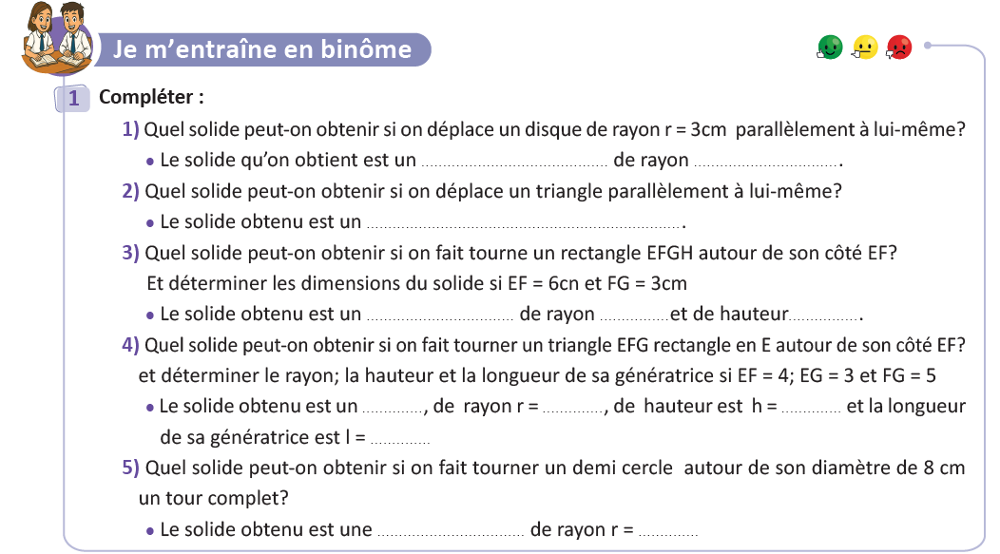 Je m'entraîne en binôme
1 Compléter :
1) Quel solide peut-on obtenir si on déplace un disque de rayon r = 3cm parallèlement à lui-même?
• Le solide qu'on obtient est un ........................................... de rayon ................................. .
2) Quel solide peut-on obtenir si on déplace un triangle parallèlement à lui-même?
• Le solide obtenu est un ........................................................................ .
3) Quel solide peut-on obtenir si on fait tourne un rectangle EFGH autour de son côté EF?
Et déterminer les dimensions du solide si EF = 6cn et FG = 3cm
• Le solide obtenu est un .................................. de rayon ................et de hauteur................ .
4) Quel solide peut-on obtenir si on fait tourner un triangle EFG rectangle en E autour de son côté EF?
et déterminer le rayon; la hauteur et la longueur de sa génératrice si EF = 4; EG = 3 et FG = 5
• Le solide obtenu est un .............., de rayon r = .............., de hauteur est h = .............. et la longueur
de sa génératrice est l = ..............
5) Quel solide peut-on obtenir si on fait tourner un demi cercle autour de son diamètre de 8 cm
un tour complet?
• Le solide obtenu est une .................................. de rayon r = ..............